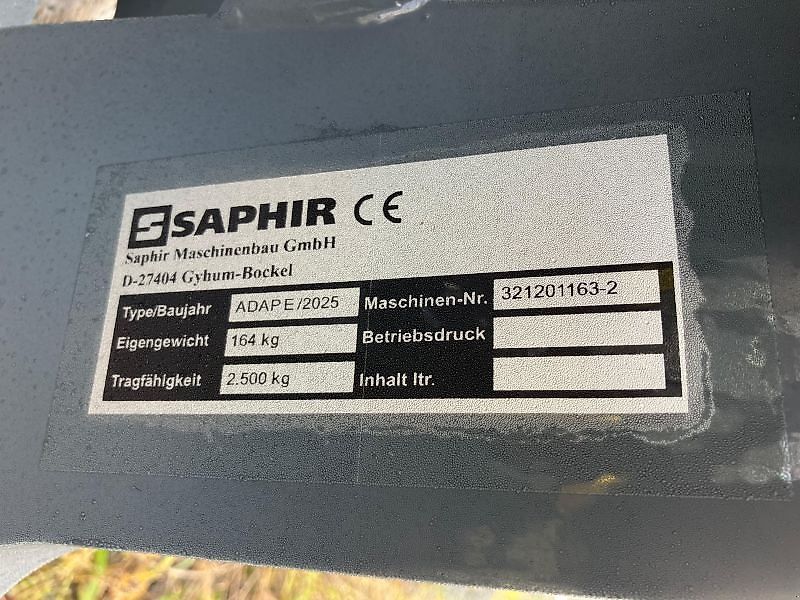 SAPHIR CE
Saphir Maschinenbau GmbH
D-27404 Gyhum-Bockel
Type/Baujahr ADAP E/2025 Maschinen-Nr. 321201163-2
Eigengewicht 164 kg Betriebsdruck
Tragfähigkeit 2.500 kg Inhalt ltr.